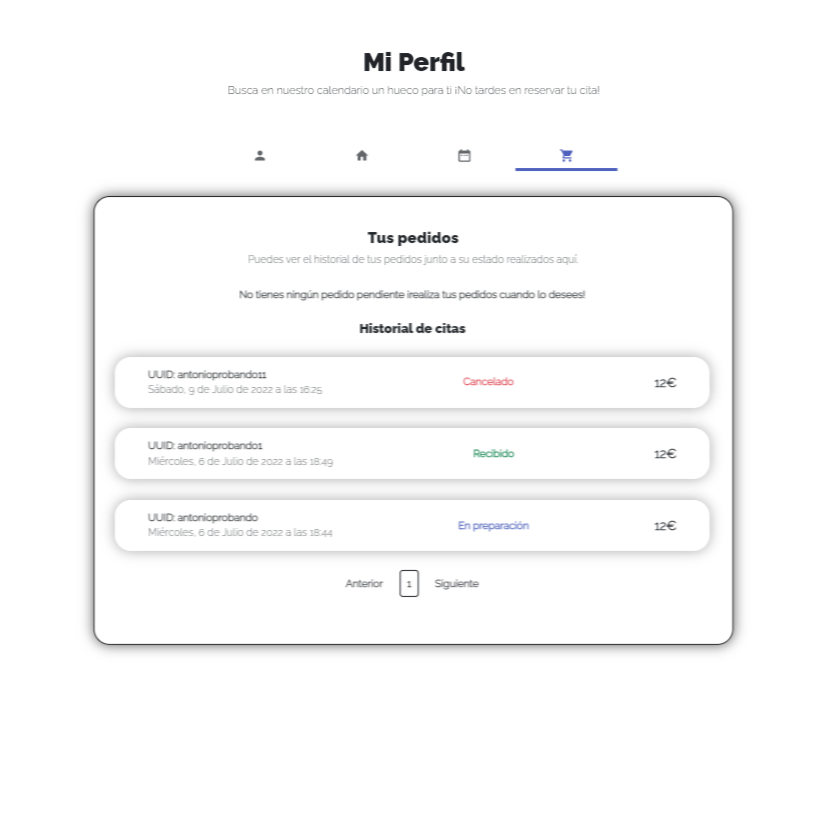 Mi Perfil
Busca en nuestro calendario un hueco para ti ¡No tardes en reservar tu cita!
Tus pedidos
Puedes ver el historial de tus pedidos junto a su estado realizados aquí.
No tienes ningún pedido pendiente ¡realiza tus pedidos cuando lo desees!
Historial de citas
UUID: antonioprobando11
Sábado, 9 de Julio de 2022 a las 16:25
Cancelado
12€
UUID: antonioprobando1
Miércoles, 6 de Julio de 2022 a las 18:49
Recibido
12€
UUID: antonioprobando
Miércoles, 6 de Julio de 2022 a las 18:44
En preparación
12€
Anterior 1 Siguiente